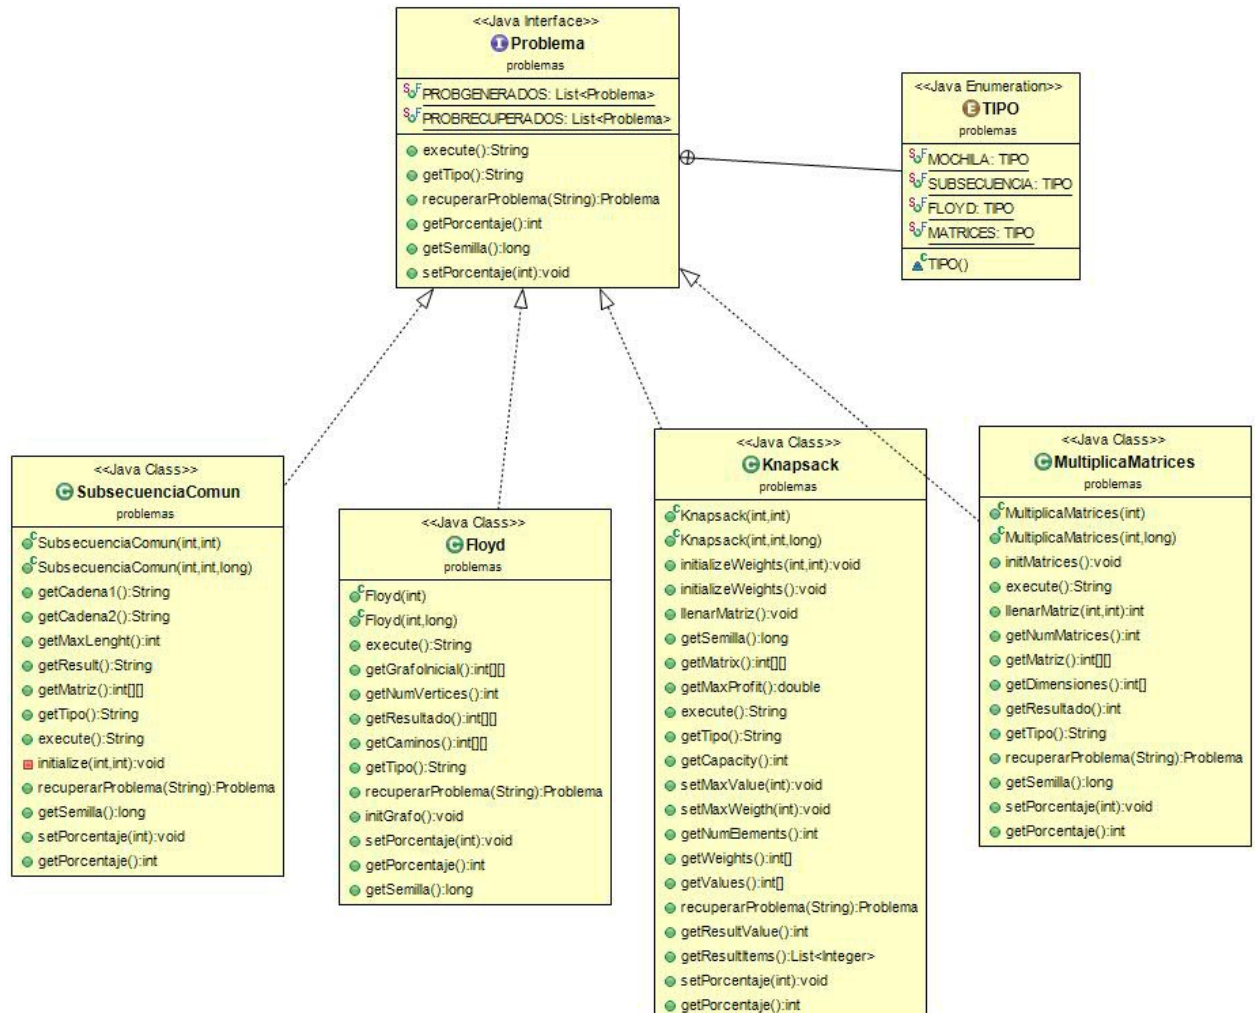 <<Java Interface>>
Problema
problemas
PROBGENERADOS: List<Problema>
PROBRECUPERADOS: List<Problema>
execute():String
getTipo():String
recuperarProblema(String):Problema
getPorcentaje():int
getSemilla():long
setPorcentaje(int):void
<<Java Enumeration>>
TIPO
problemas
MOCHILA: TIPO
SUBSECUENCIA: TIPO
FLOYD: TIPO
MATRICES: TIPO
TIPO()
<<Java Class>>
SubsecuenciaComun
problemas
SubsecuenciaComun(int,int)
SubsecuenciaComun(int,int,long)
getCadena1():String
getCadena2():String
getMaxLenght():int
getResult():String
getMatriz():int[][]
getTipo():String
execute():String
initialize(int,int):void
recuperarProblema(String):Problema
getSemilla():long
setPorcentaje(int):void
getPorcentaje():int
<<Java Class>>
Floyd
problemas
Floyd(int)
Floyd(int,long)
execute():String
getGrafoInicial():int[][]
getNumVertices():int
getResultado():int[][]
getCaminos():int[][]
getTipo():String
recuperarProblema(String):Problema
initGrafo():void
setPorcentaje(int):void
getPorcentaje():int
getSemilla():long
<<Java Class>>
Knapsack
problemas
Knapsack(int,int)
Knapsack(int,int,long)
initializeWeights(int,int):void
initializeWeights():void
llenarMatriz():void
getSemilla():long
getMatrix():int[][]
getMaxProfit():double
execute():String
getTipo():String
getCapacity():int
setMaxValue(int):void
setMaxWeigth(int):void
getNumElements():int
getWeights():int[]
getValues():int[]
recuperarProblema(String):Problema
getResultValue():int
getResultItems():List<Integer>
setPorcentaje(int):void
getPorcentaje():int
<<Java Class>>
MultiplicaMatrices
problemas
MultiplicaMatrices(int)
MultiplicaMatrices(int,long)
initMatrices():void
execute():String
llenarMatriz(int,int):int
getNumMatrices():int
getMatriz():int[][]
getDimensiones():int[]
getResultado():int
getTipo():String
recuperarProblema(String):Problema
getSemilla():long
setPorcentaje(int):void
getPorcentaje():int